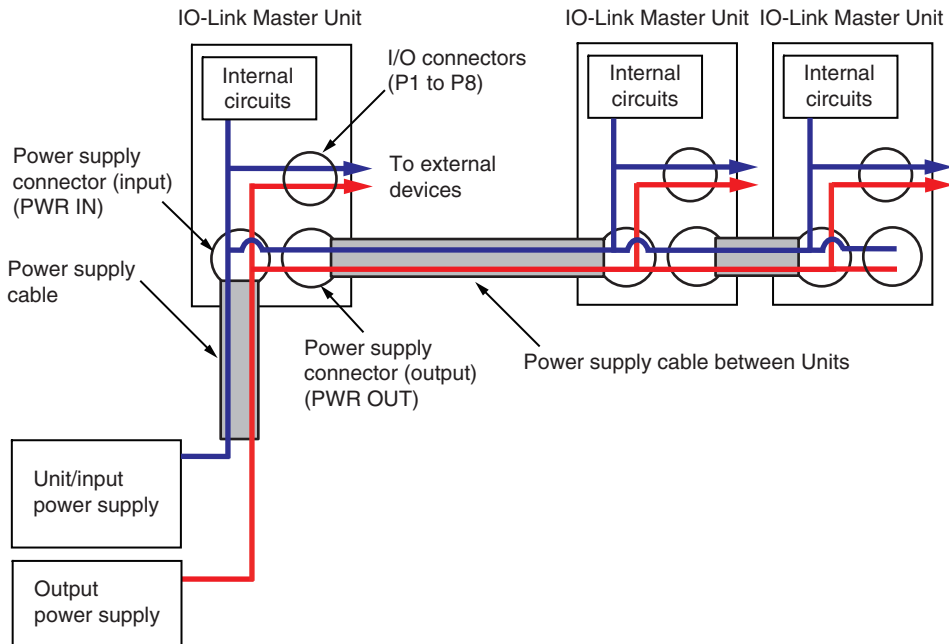 IO-Link Master Unit
IO-Link Master Unit
IO-Link Master Unit
Internal
circuits
I/O connectors
(P1 to P8)
Internal
circuits
Internal
circuits
Power supply
connector (input)
(PWR IN)
To external
devices
Power supply
cable
Power supply
connector (output)
(PWR OUT)
Power supply cable between Units
Unit/input
power supply
Output
power supply